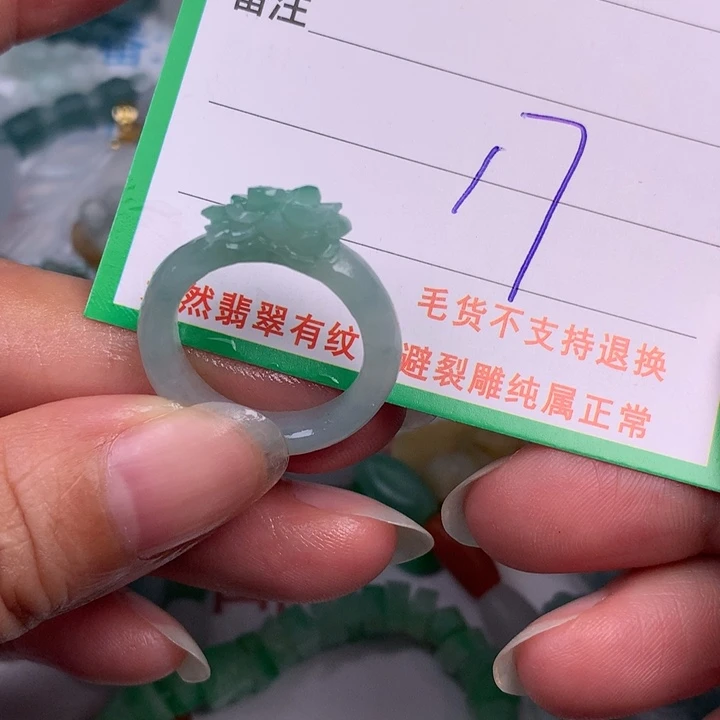 备注
17
然翡翠有纹
毛货不支持退换
避裂雕纯属正常